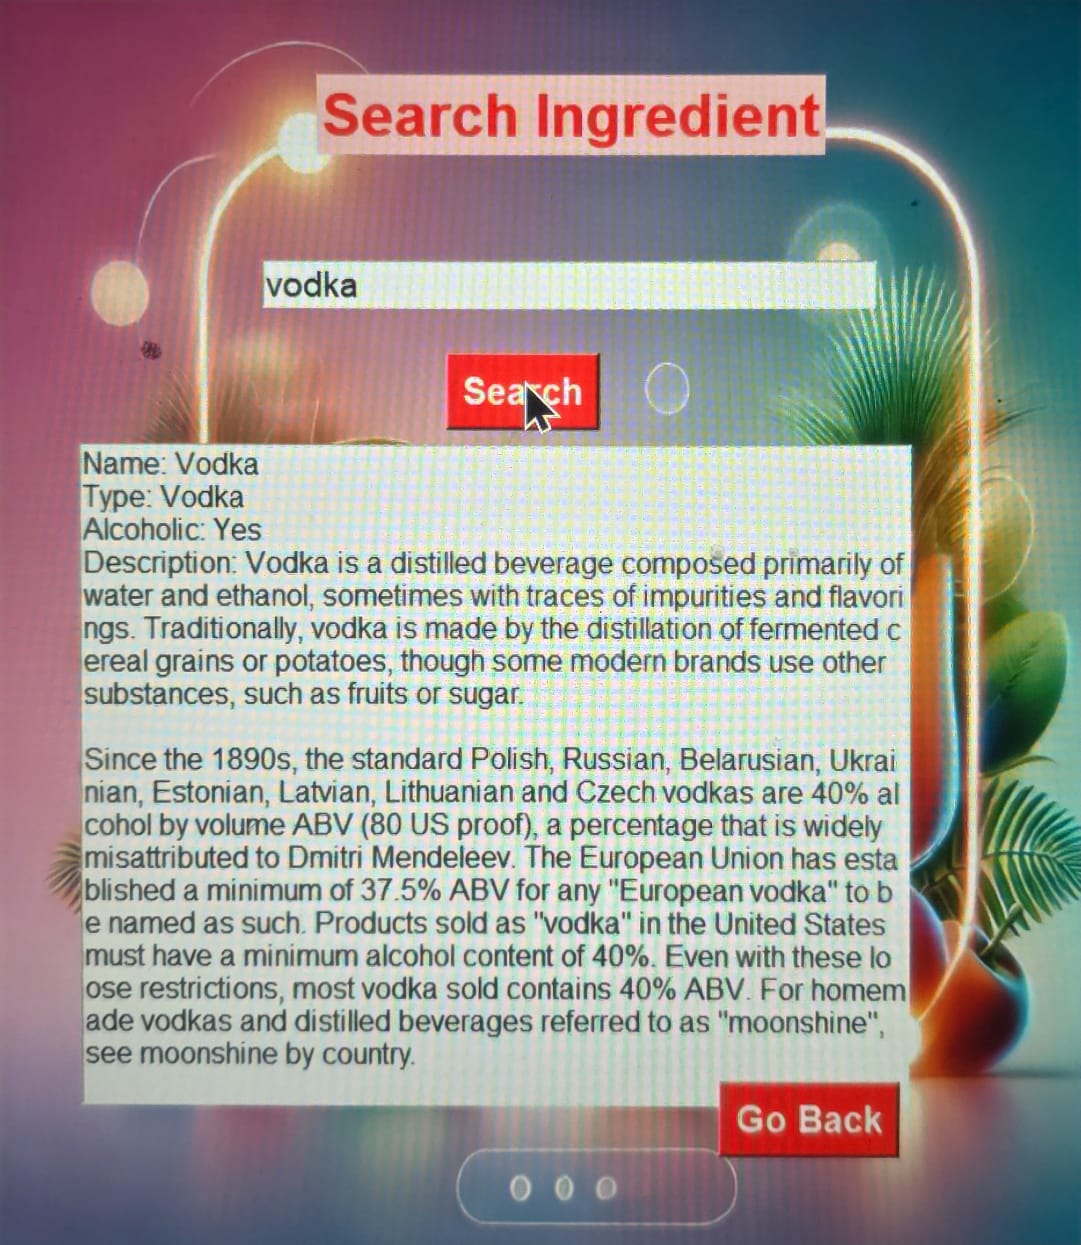 Search Ingredient
vodka
Search
Name: Vodka
Type: Vodka
Alcoholic: Yes
Description: Vodka is a distilled beverage composed primarily of
water and ethanol, sometimes with traces of impurities and flavori
ngs. Traditionally, vodka is made by the distillation of fermented c
ereal grains or potatoes, though some modern brands use other
substances, such as fruits or sugar.
Since the 1890s, the standard Polish, Russian, Belarusian, Ukrai
nian, Estonian, Latvian, Lithuanian and Czech vodkas are 40% al
cohol by volume ABV (80 US proof), a percentage that is widely
misattributed to Dmitri Mendeleev. The European Union has esta
blished a minimum of 37.5% ABV for any "European vodka" to b
e named as such. Products sold as "vodka" in the United States
must have a minimum alcohol content of 40%. Even with these lo
ose restrictions, most vodka sold contains 40% ABV. For homem
ade vodkas and distilled beverages referred to as "moonshine",
see moonshine by country.
Go Back